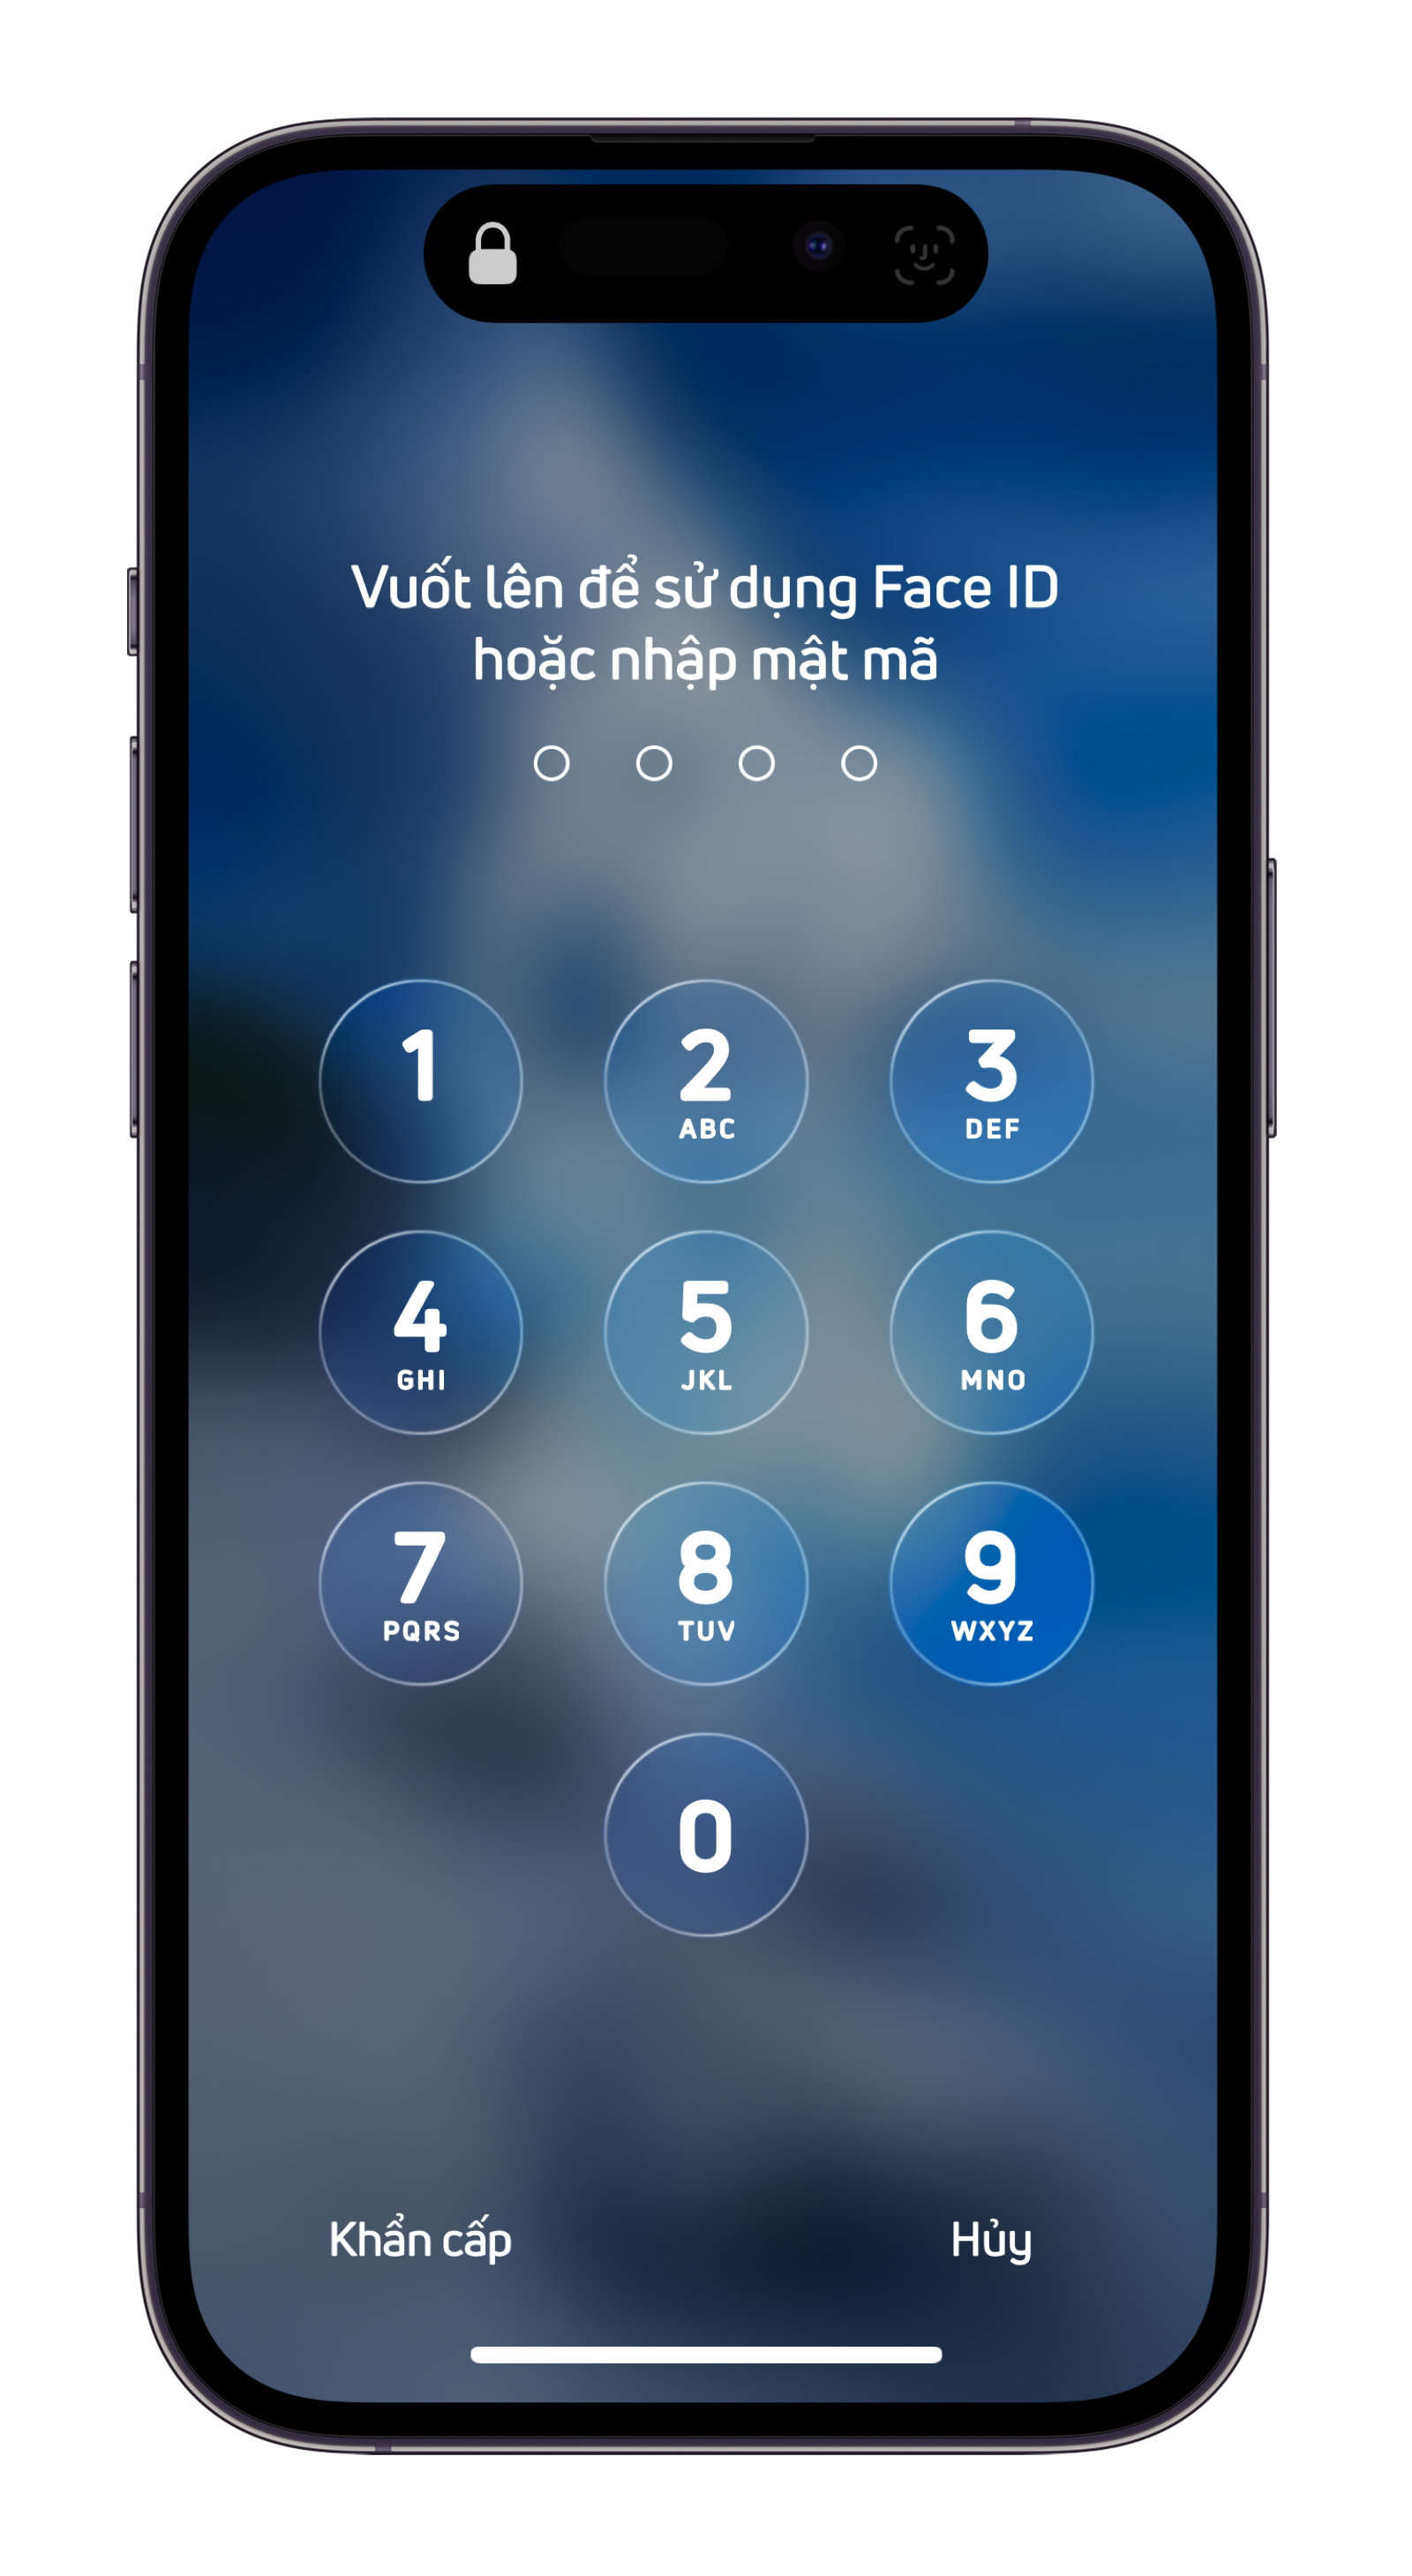 Vuốt lên để sử dụng Face ID
hoặc nhập mật mã
1
2
ABC
3
DEF
4
GHI
5
JKL
6
MNO
7
PQRS
8
TUV
9
WXYZ
0
Khẩn cấp
Hủy